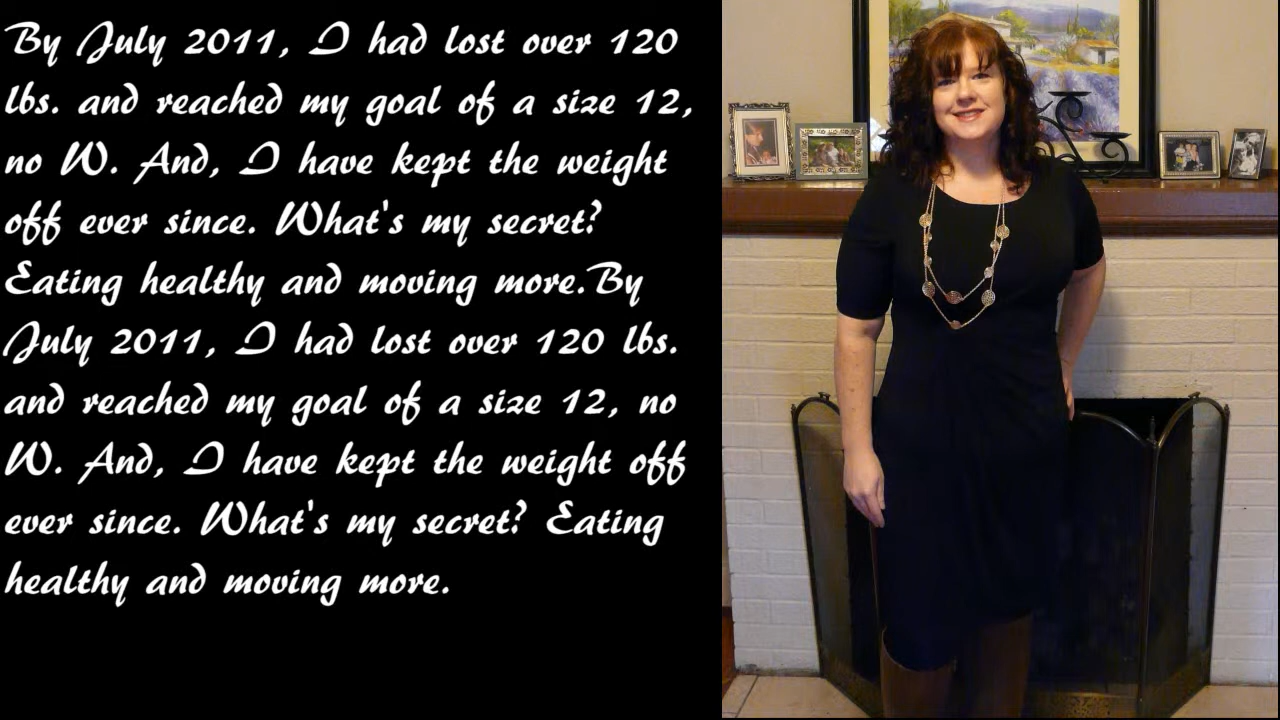 By July 2011, I had lost over 120
lbs. and reached my goal of a size 12,
no W. And, I have kept the weight
off ever since. What's my secret?
Eating healthy and moving more.By
July 2011, I had lost over 120 lbs.
and reached my goal of a size 12, no
W. And, I have kept the weight off
ever since. What's my secret? Eating
healthy and moving more.